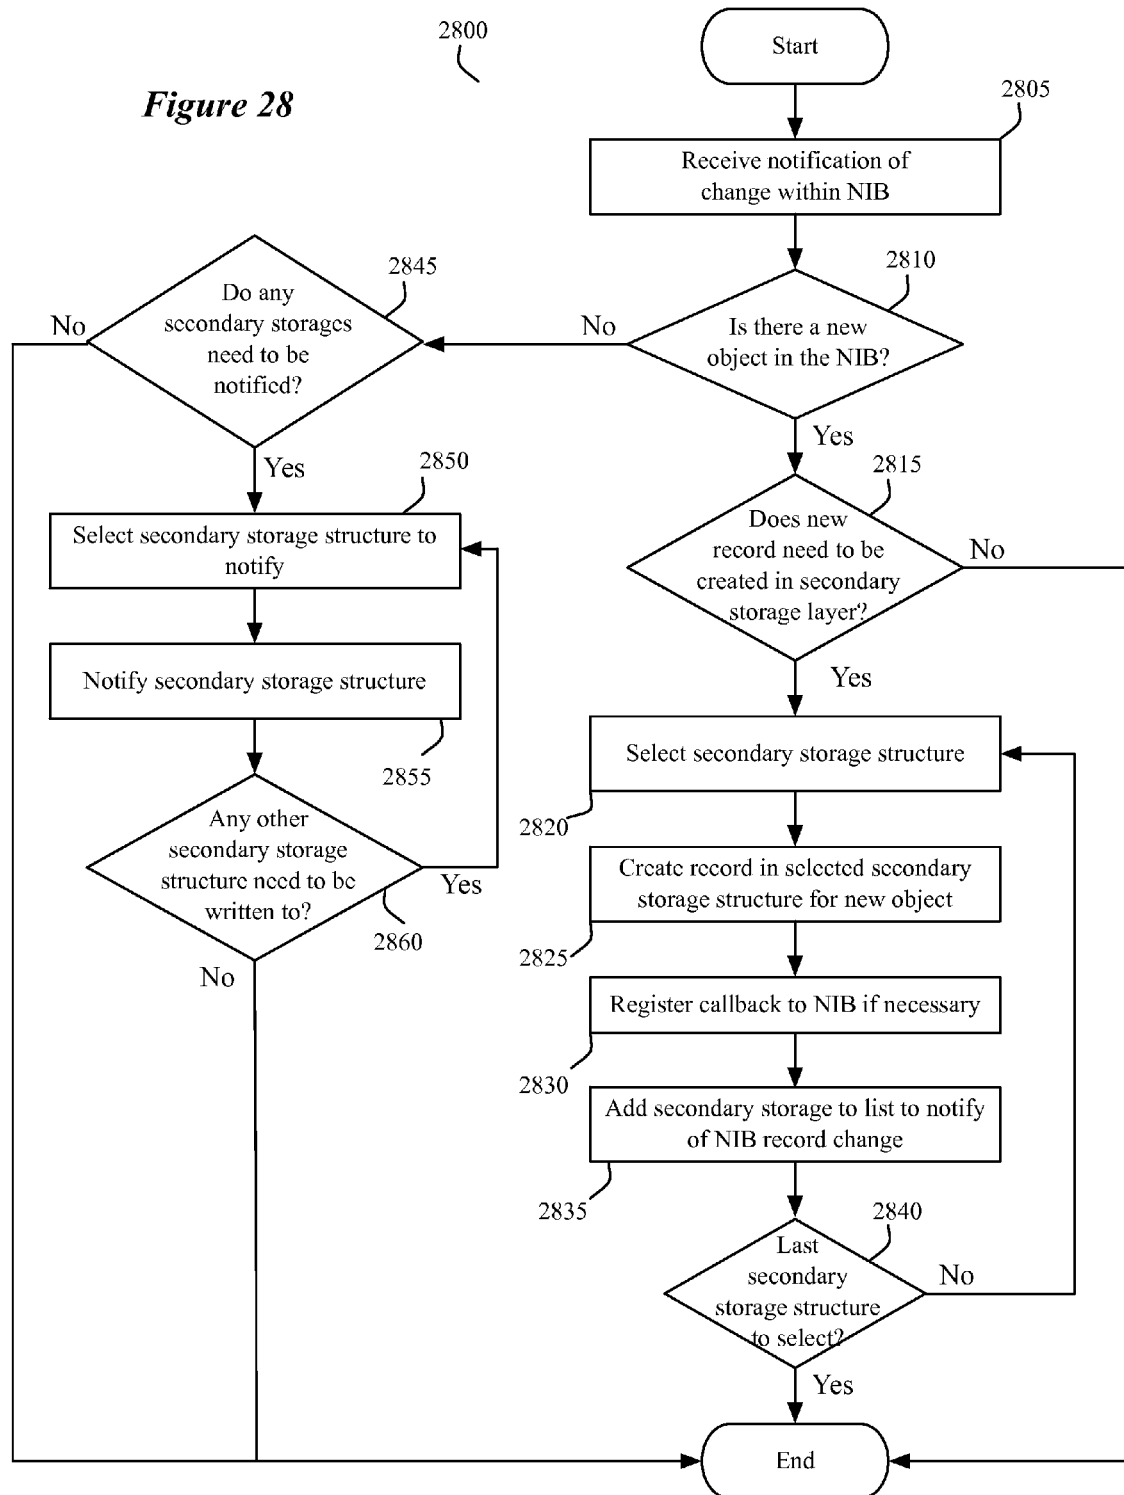 2800
Start
Figure 28
2805
Receive notification of
change within NIB
2810
Is there a new
object in the NIB?
No
Yes
2845
Do any
secondary storages
need to be
notified?
No
Yes
2850
Select secondary storage structure to
notify
Notify secondary storage structure
2855
Any other
secondary storage
structure need to be
written to?
Yes
2860
No
2815
Does new
record need to be
created in secondary
storage layer?
No
Yes
Select secondary storage structure
2820
Create record in selected secondary
storage structure for new object
2825
Register callback to NIB if necessary
2830
Add secondary storage to list to notify
of NIB record change
2835
2840
Last
secondary
storage structure
to select?
No
Yes
End